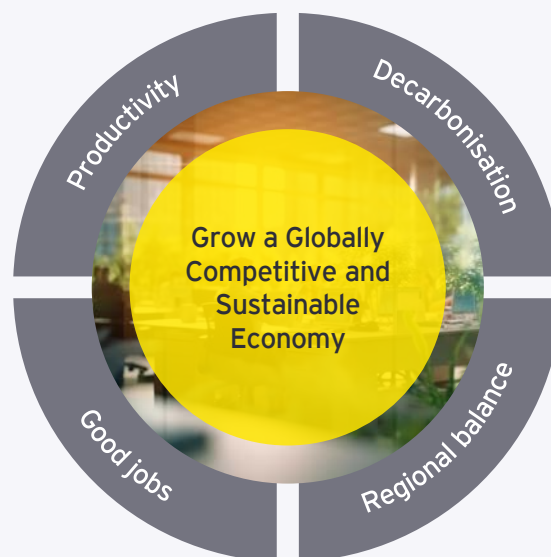 Productivity
Decarbonisation
Grow a Globally
Competitive and
Sustainable
Economy
Good jobs
Regional balance